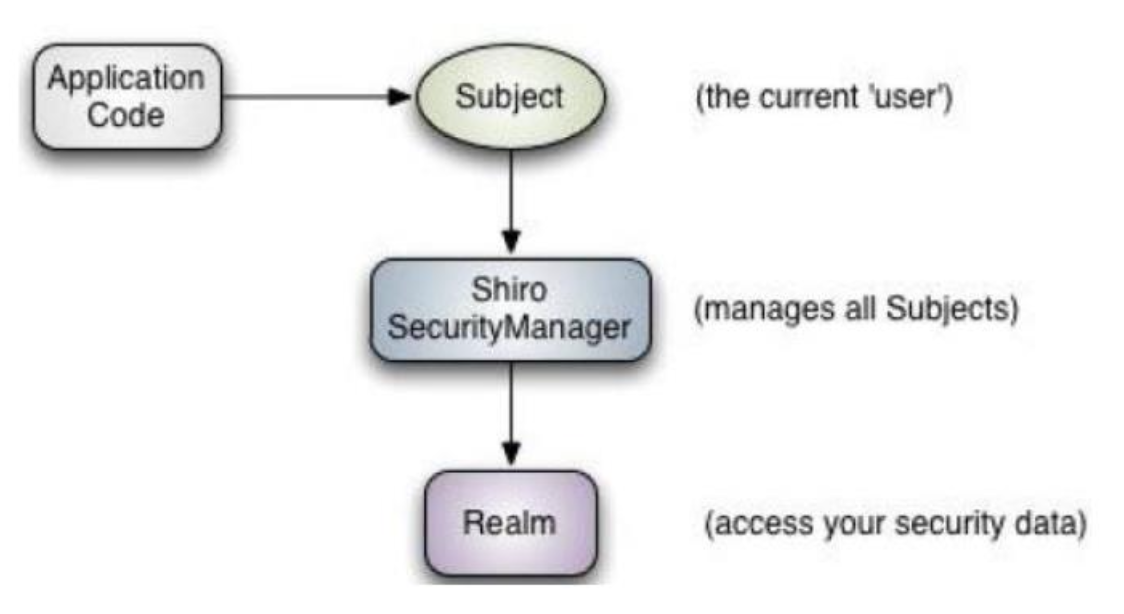 Application
Code
Subject
(the current 'user')
Shiro
SecurityManager
(manages all Subjects)
Realm
(access your security data)